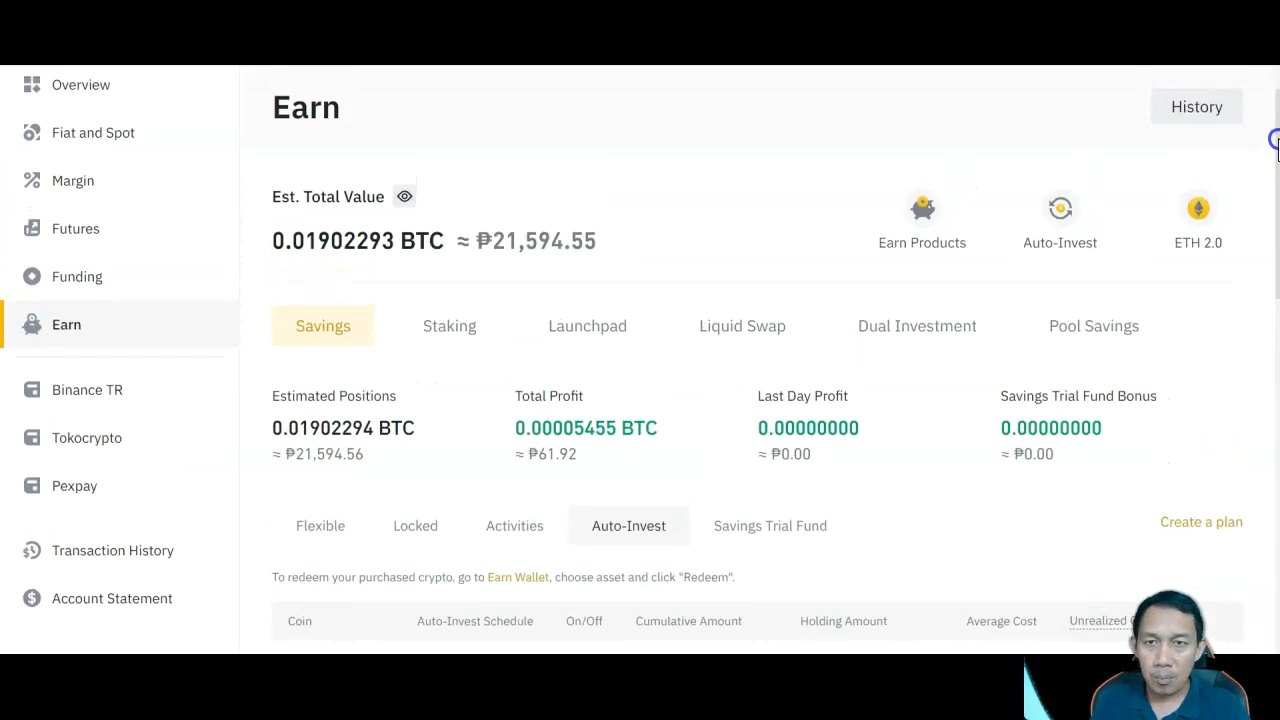 Overview
Fiat and Spot
Margin
Futures
Funding
Earn
Binance TR
Tokocrypto
Pexpay
Transaction History
Account Statement
Earn
History
Est. Total Value
0.01902293 BTC ≈ ₱21,594.55
Earn Products Auto-Invest ETH 2.0
Savings Staking Launchpad Liquid Swap Dual Investment Pool Savings
Estimated Positions Total Profit Last Day Profit Savings Trial Fund Bonus
0.01902294 BTC 0.00005455 BTC 0.00000000 0.00000000
≈ ₱21,594.56 ≈ ₱61.92 ≈ ₱0.00 ≈ ₱0.00
Flexible Locked Activities Auto-Invest Savings Trial Fund Create a plan
To redeem your purchased crypto, go to Earn Wallet, choose asset and click "Redeem".
Coin Auto-Invest Schedule On/Off Cumulative Amount Holding Amount Average Cost Unrealized